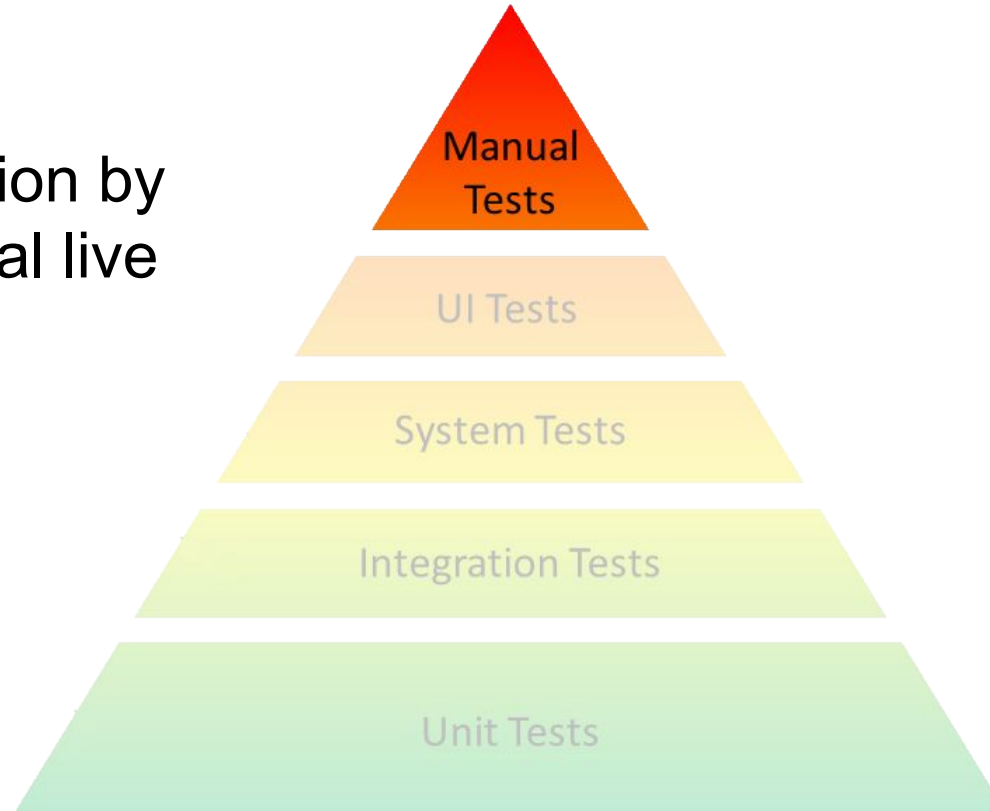 ion by
al live
Manual
Tests
UI Tests
System Tests
Integration Tests
Unit Tests